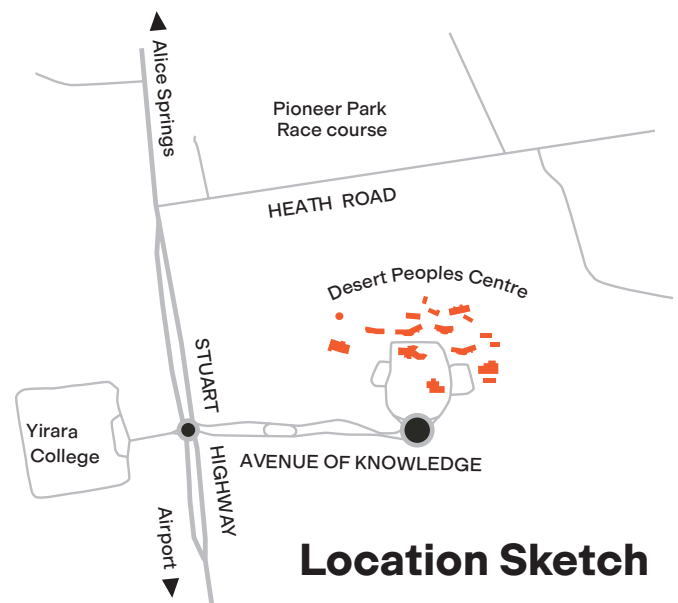 Alice Springs
Pioneer Park
Race course
HEATH ROAD
Desert Peoples Centre
STUART
HIGHWAY
Yirara
College
AVENUE OF KNOWLEDGE
Airport
Location Sketch